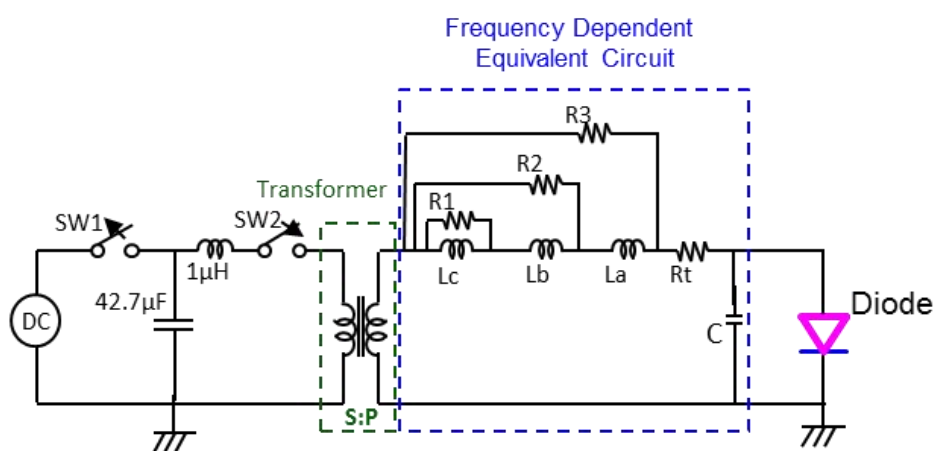 Frequency Dependent
Equivalent Circuit
R3
R2
Transformer
R1
SW1
SW2
1μH
Lc
Lb
La
Rt
42.7μF
DC
C
Diode
S:P